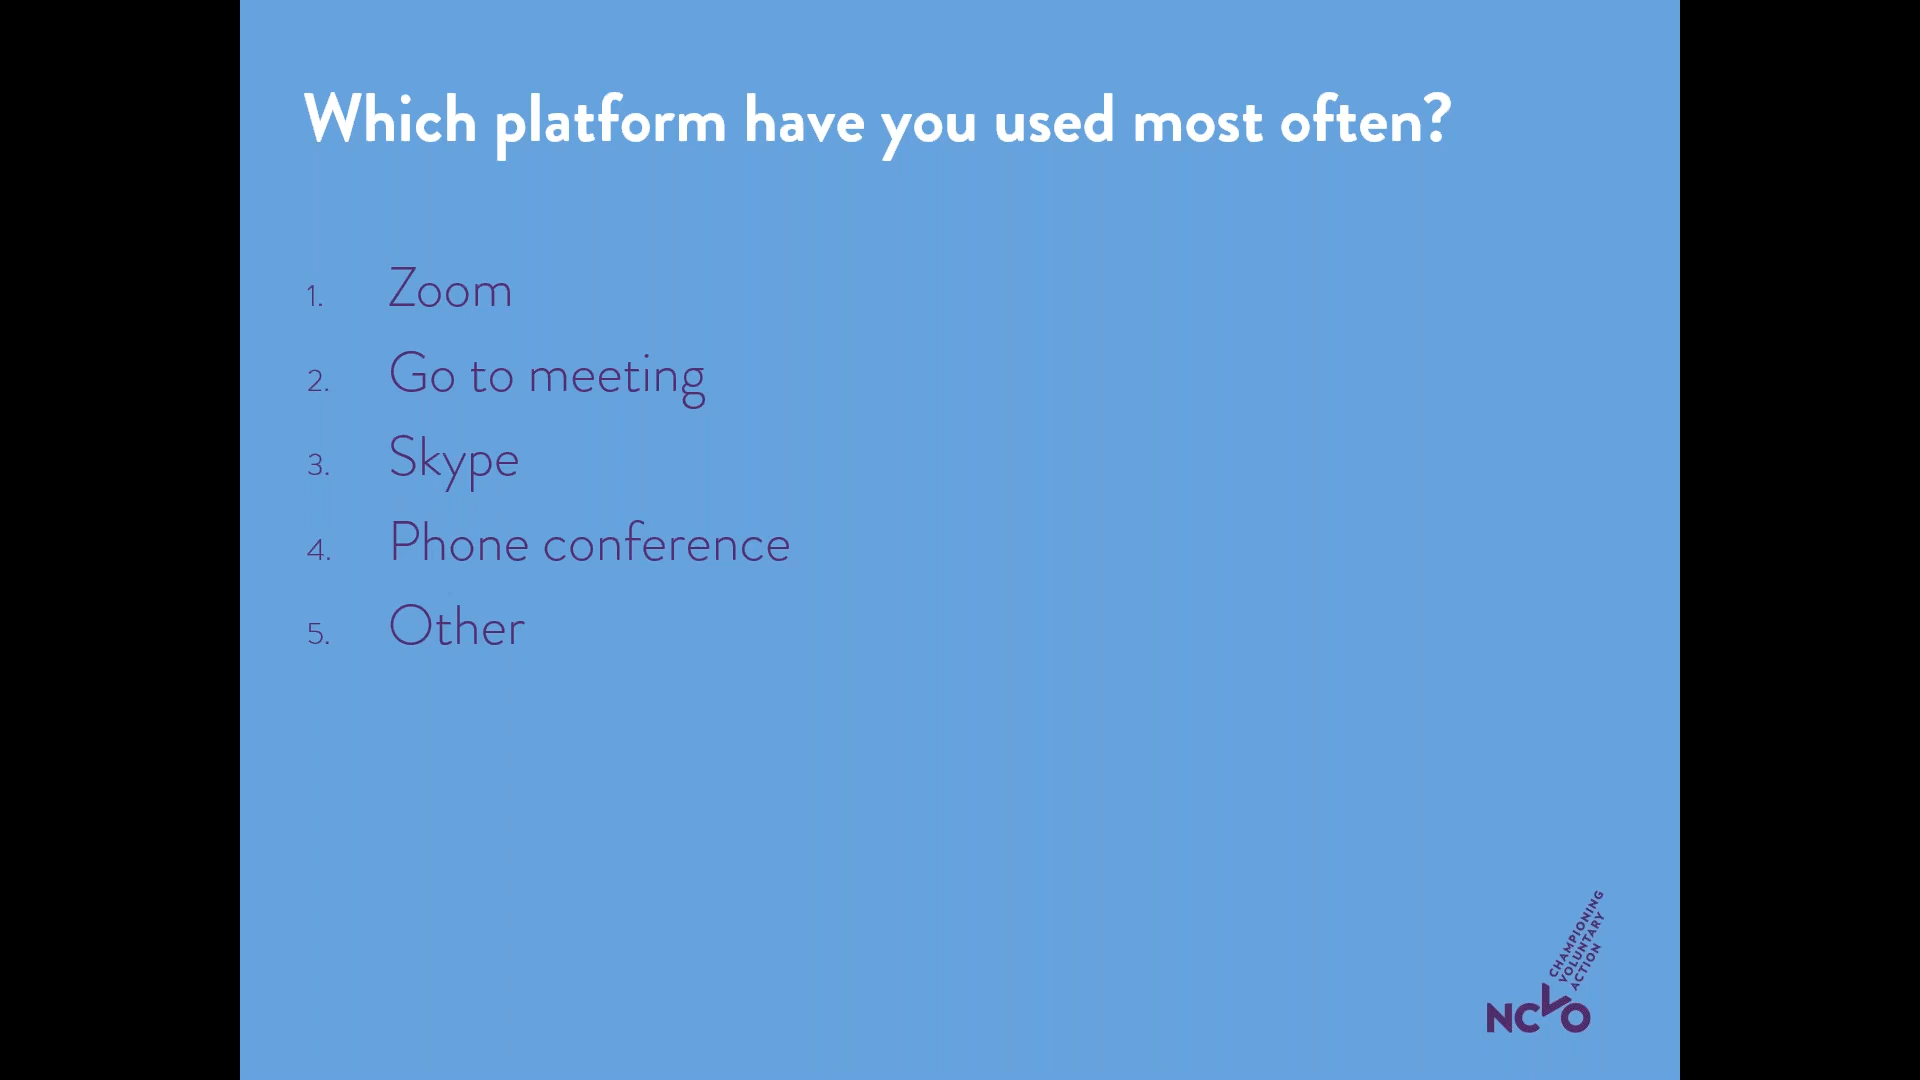 Which platform have you used most often?
1. Zoom
2. Go to meeting
3. Skype
4. Phone conference
5. Other
CHAMPIONING
VOLUNTARY
ACTION
NCVO